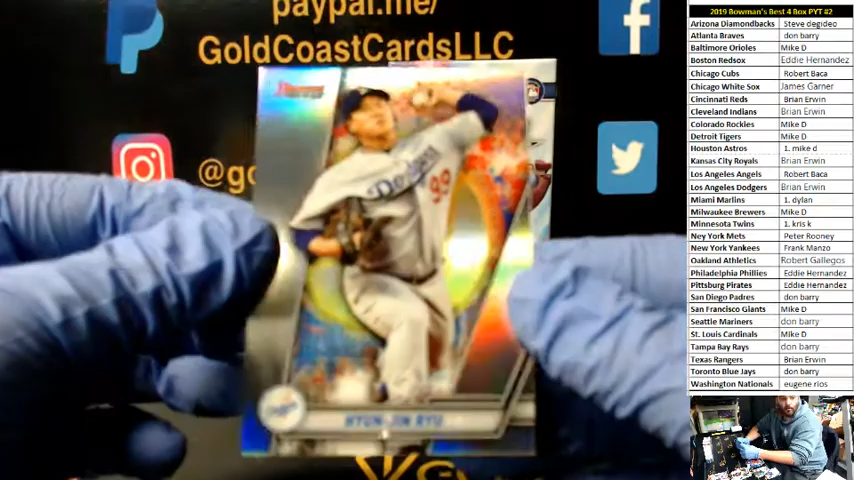 paypal.me/
GoldCoastCardsLLC
@go
Bowman's
Dodgers
99
HYUN-JIN RYU
2019 Bowman's Best 4 Box PYT #2
Arizona Diamondbacks Steve degideo
Atlanta Braves don barry
Baltimore Orioles Mike D
Boston Redsox Eddie Hernandez
Chicago Cubs Robert Baca
Chicago White Sox James Garner
Cincinnati Reds Brian Erwin
Cleveland Indians Brian Erwin
Colorado Rockies Mike D
Detroit Tigers Mike D
Houston Astros 1. mike d
Kansas City Royals Brian Erwin
Los Angeles Angels Robert Baca
Los Angeles Dodgers Brian Erwin
Miami Marlins 1. dylan
Milwaukee Brewers Mike D
Minnesota Twins 1. kris k
Ney York Mets Peter Rooney
New York Yankees Frank Manzo
Oakland Athletics Robert Gallegos
Philadelphia Phillies Eddie Hernandez
Pittsburg Pirates Eddie Hernandez
San Diego Padres don barry
San Francisco Giants Mike D
Seattle Mariners don barry
St. Louis Cardinals Mike D
Tampa Bay Rays don barry
Texas Rangers Brian Erwin
Toronto Blue Jays don barry
Washington Nationals eugene rios